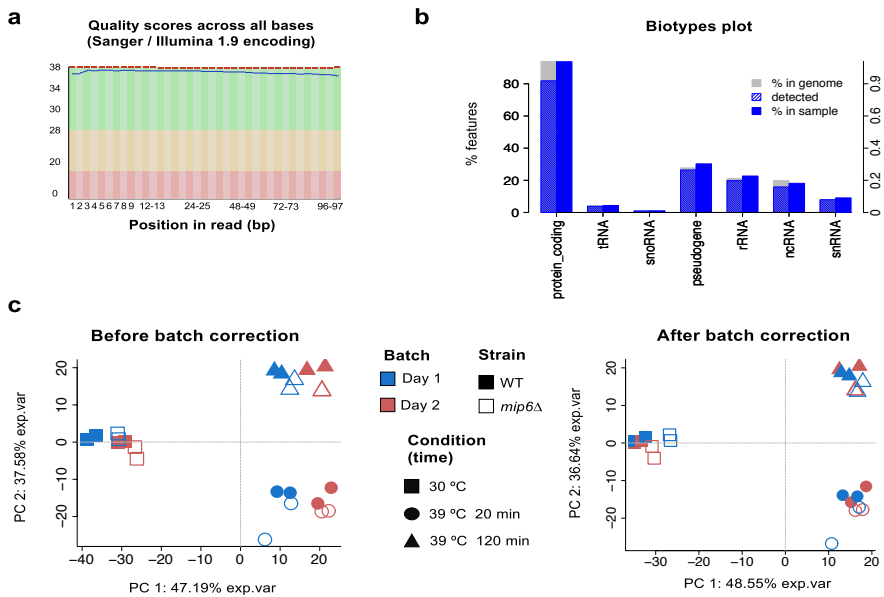 a
Quality scores across all bases
(Sanger / Illumina 1.9 encoding)
38
34
30
28
20
0
1 2 3 4 5 6 7 8 9 12-13 24-25 48-49 72-73 96-97
Position in read (bp)
b
Biotypes plot
% features
80
60
40
20
0
0.9
0.6
0.4
0.2
0
% in genome
detected
% in sample
protein_coding
tRNA
snoRNA
pseudogene
rRNA
ncRNA
snRNA
c
Before batch correction
PC 2: 37.58% exp.var
20
10
0
−10
−20
−40 −30 −20 −10 0 10 20
PC 1: 47.19% exp.var
Batch
Day 1
Day 2
Strain
WT
mip6Δ
Condition
(time)
30 ºC
39 ºC 20 min
39 ºC 120 min
After batch correction
PC 2: 36.64% exp.var
20
10
0
−10
−20
−30 −20 −10 0 10 20
PC 1: 48.55% exp.var